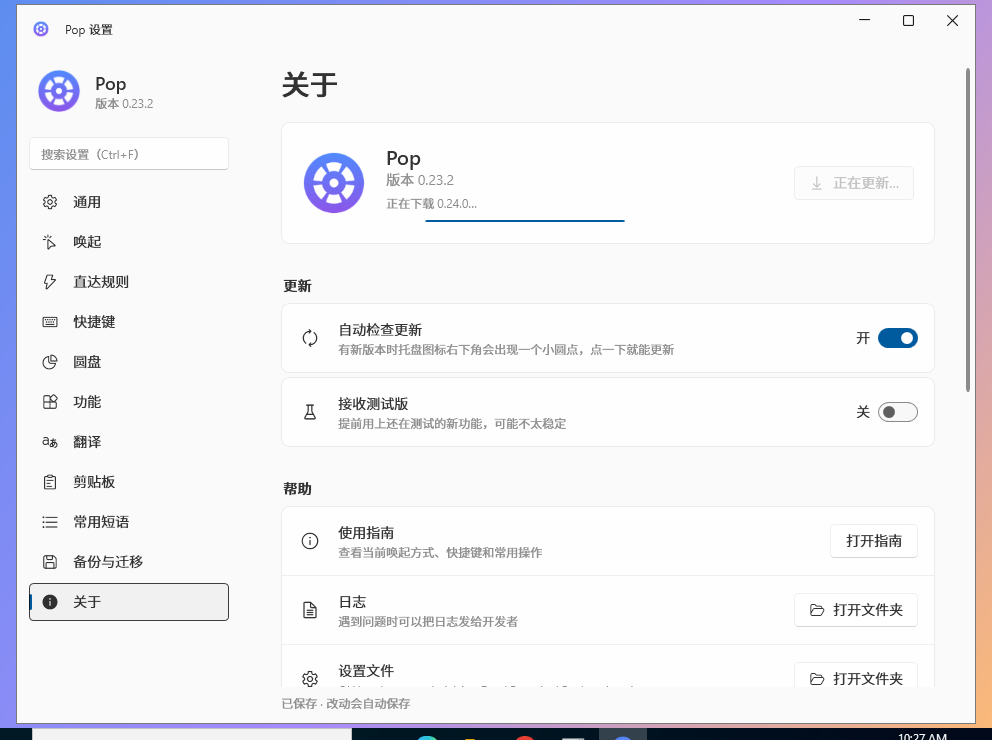 Pop 设置
Pop
版本 0.23.2
搜索设置（Ctrl+F）
通用
唤起
直达规则
快捷键
圆盘
功能
翻译
剪贴板
常用短语
备份与迁移
关于
关于
Pop
版本 0.23.2
正在下载 0.24.0...
正在更新...
更新
自动检查更新
有新版本时托盘图标右下角会出现一个小圆点，点一下就能更新
开
接收测试版
提前用上还在测试的新功能，可能不太稳定
关
帮助
使用指南
查看当前唤起方式、快捷键和常用操作
打开指南
日志
遇到问题时可以把日志发给开发者
打开文件夹
设置文件
打开文件夹
已保存 · 改动会自动保存
10:27 AM